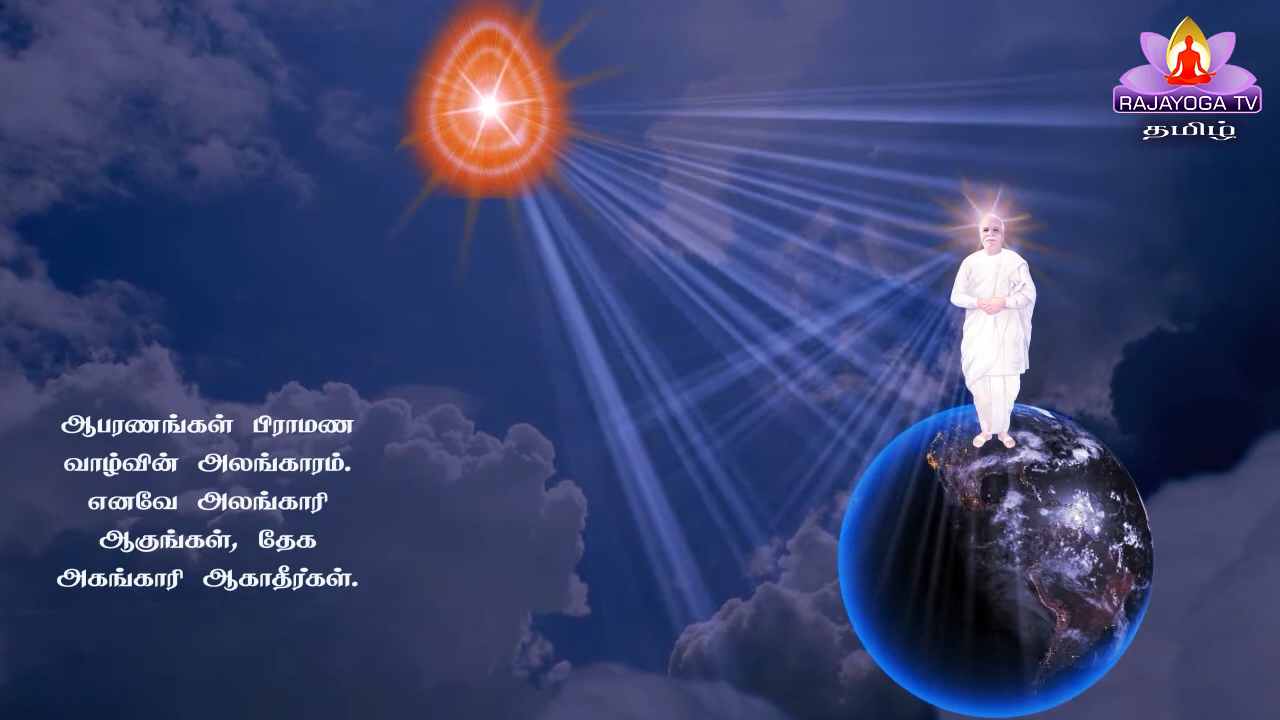 RAJAYOGA TV
தமிழ்
ஆபரணங்கள் பிராமண
வாழ்வின் அலங்காரம்.
எனவே அலங்காரி
ஆகுங்கள், தேக
அகங்காரி ஆகாதீர்கள்.